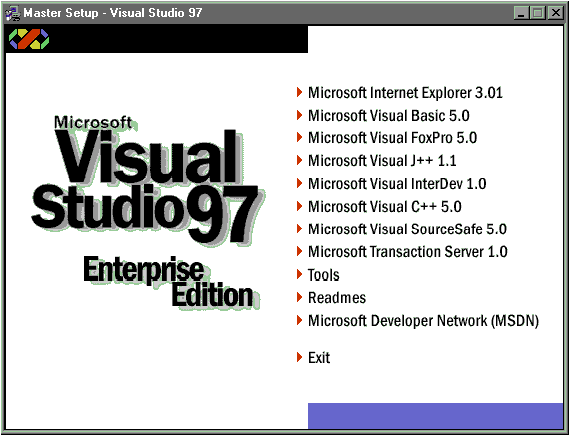 Master Setup - Visual Studio 97
Microsoft
Visual
Studio 97
Enterprise
Edition
Microsoft Internet Explorer 3.01
Microsoft Visual Basic 5.0
Microsoft Visual FoxPro 5.0
Microsoft Visual J++ 1.1
Microsoft Visual InterDev 1.0
Microsoft Visual C++ 5.0
Microsoft Visual SourceSafe 5.0
Microsoft Transaction Server 1.0
Tools
Readmes
Microsoft Developer Network (MSDN)
Exit